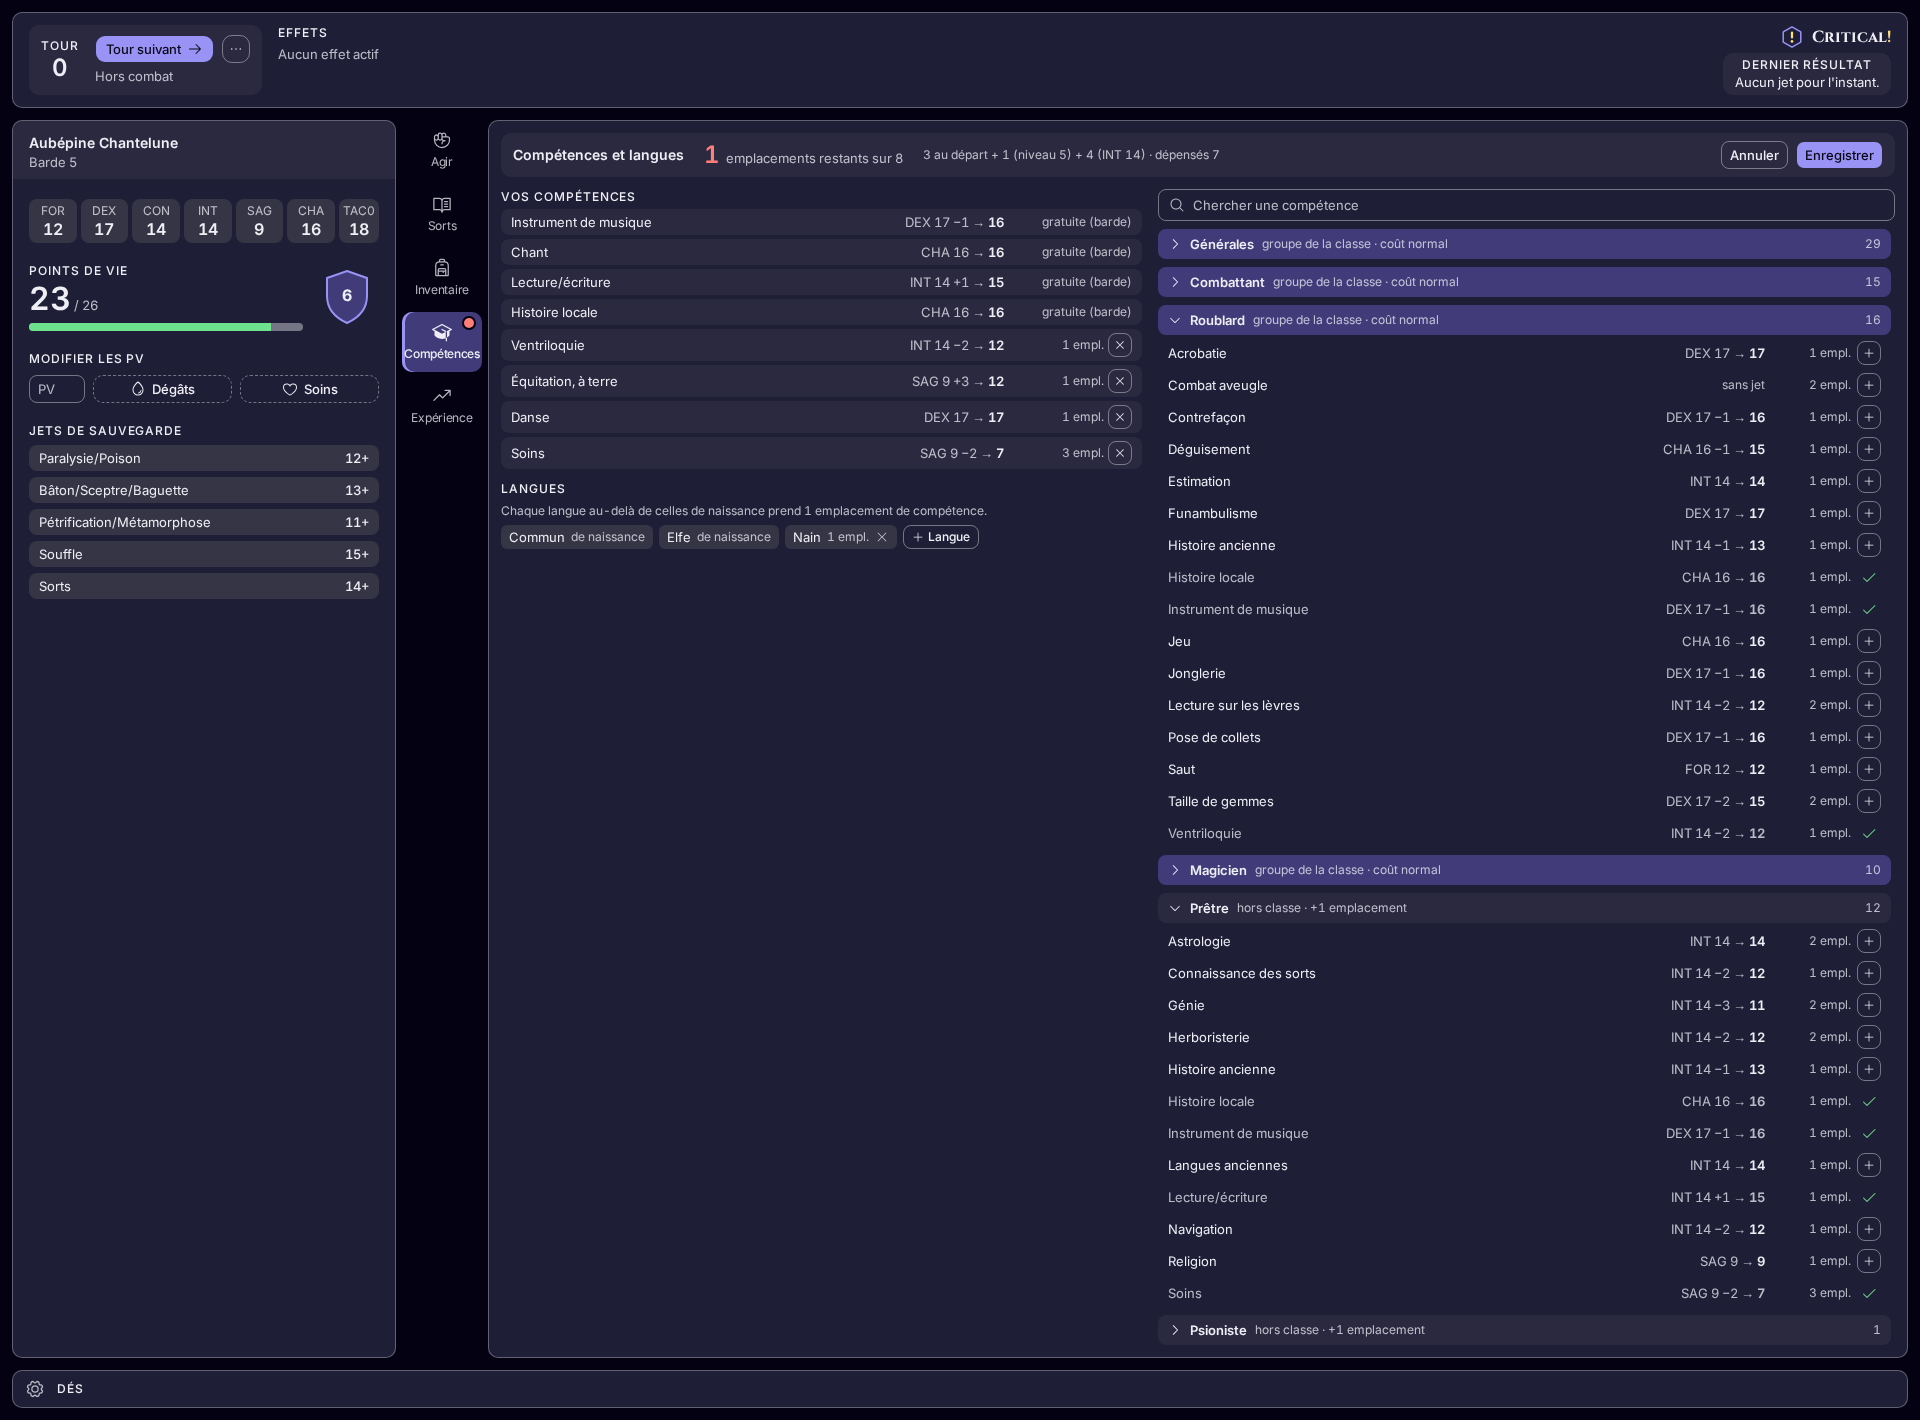 TOUR
0
Tour suivant →
Hors combat
EFFETS
Aucun effet actif
CRITICAL!
DERNIER RÉSULTAT
Aucun jet pour l'instant.
Aubépine Chantelune
Barde 5
FOR DEX CON INT SAG CHA TAC0
12 17 14 14 9 16 18
POINTS DE VIE
23 / 26
6
MODIFIER LES PV
PV Dégâts Soins
JETS DE SAUVEGARDE
Paralysie/Poison 12+
Bâton/Sceptre/Baguette 13+
Pétrification/Métamorphose 11+
Souffle 15+
Sorts 14+
Agir
Sorts
Inventaire
Compétences
Expérience
Compétences et langues 1 emplacements restants sur 8 3 au départ + 1 (niveau 5) + 4 (INT 14) · dépensés 7 Annuler Enregistrer
VOS COMPÉTENCES
Instrument de musique DEX 17 −1 → 16 gratuite (barde)
Chant CHA 16 → 16 gratuite (barde)
Lecture/écriture INT 14 +1 → 15 gratuite (barde)
Histoire locale CHA 16 → 16 gratuite (barde)
Ventriloquie INT 14 −2 → 12 1 empl.
Équitation, à terre SAG 9 +3 → 12 1 empl.
Danse DEX 17 → 17 1 empl.
Soins SAG 9 −2 → 7 3 empl.
LANGUES
Chaque langue au-delà de celles de naissance prend 1 emplacement de compétence.
Commun de naissance Elfe de naissance Nain 1 empl. + Langue
Chercher une compétence
Générales groupe de la classe · coût normal 29
Combattant groupe de la classe · coût normal 15
Roublard groupe de la classe · coût normal 16
Acrobatie DEX 17 → 17 1 empl.
Combat aveugle sans jet 2 empl.
Contrefaçon DEX 17 −1 → 16 1 empl.
Déguisement CHA 16 −1 → 15 1 empl.
Estimation INT 14 → 14 1 empl.
Funambulisme DEX 17 → 17 1 empl.
Histoire ancienne INT 14 −1 → 13 1 empl.
Histoire locale CHA 16 → 16 1 empl.
Instrument de musique DEX 17 −1 → 16 1 empl.
Jeu CHA 16 → 16 1 empl.
Jonglerie DEX 17 −1 → 16 1 empl.
Lecture sur les lèvres INT 14 −2 → 12 2 empl.
Pose de collets DEX 17 −1 → 16 1 empl.
Saut FOR 12 → 12 1 empl.
Taille de gemmes DEX 17 −2 → 15 2 empl.
Ventriloquie INT 14 −2 → 12 1 empl.
Magicien groupe de la classe · coût normal 10
Prêtre hors classe · +1 emplacement 12
Astrologie INT 14 → 14 2 empl.
Connaissance des sorts INT 14 −2 → 12 1 empl.
Génie INT 14 −3 → 11 2 empl.
Herboristerie INT 14 −2 → 12 2 empl.
Histoire ancienne INT 14 −1 → 13 1 empl.
Histoire locale CHA 16 → 16 1 empl.
Instrument de musique DEX 17 −1 → 16 1 empl.
Langues anciennes INT 14 → 14 1 empl.
Lecture/écriture INT 14 +1 → 15 1 empl.
Navigation INT 14 −2 → 12 1 empl.
Religion SAG 9 → 9 1 empl.
Soins SAG 9 −2 → 7 3 empl.
Psioniste hors classe · +1 emplacement 1
DÉS